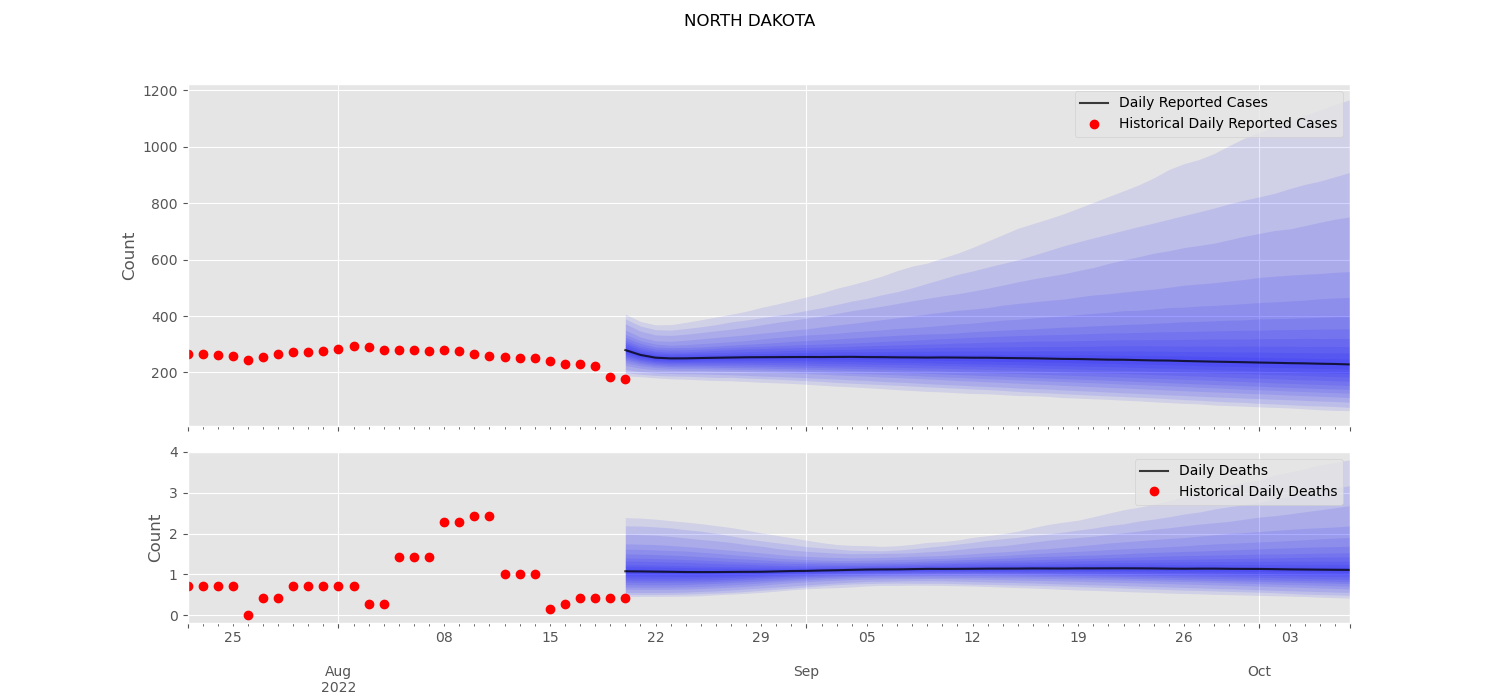 NORTH DAKOTA
1200
1000
800
600
400
200
Count
Daily Reported Cases
Historical Daily Reported Cases
4
3
2
1
0
Count
Daily Deaths
Historical Daily Deaths
25 08 15 22 29 05 12 19 26 03
Aug Sep Oct
2022